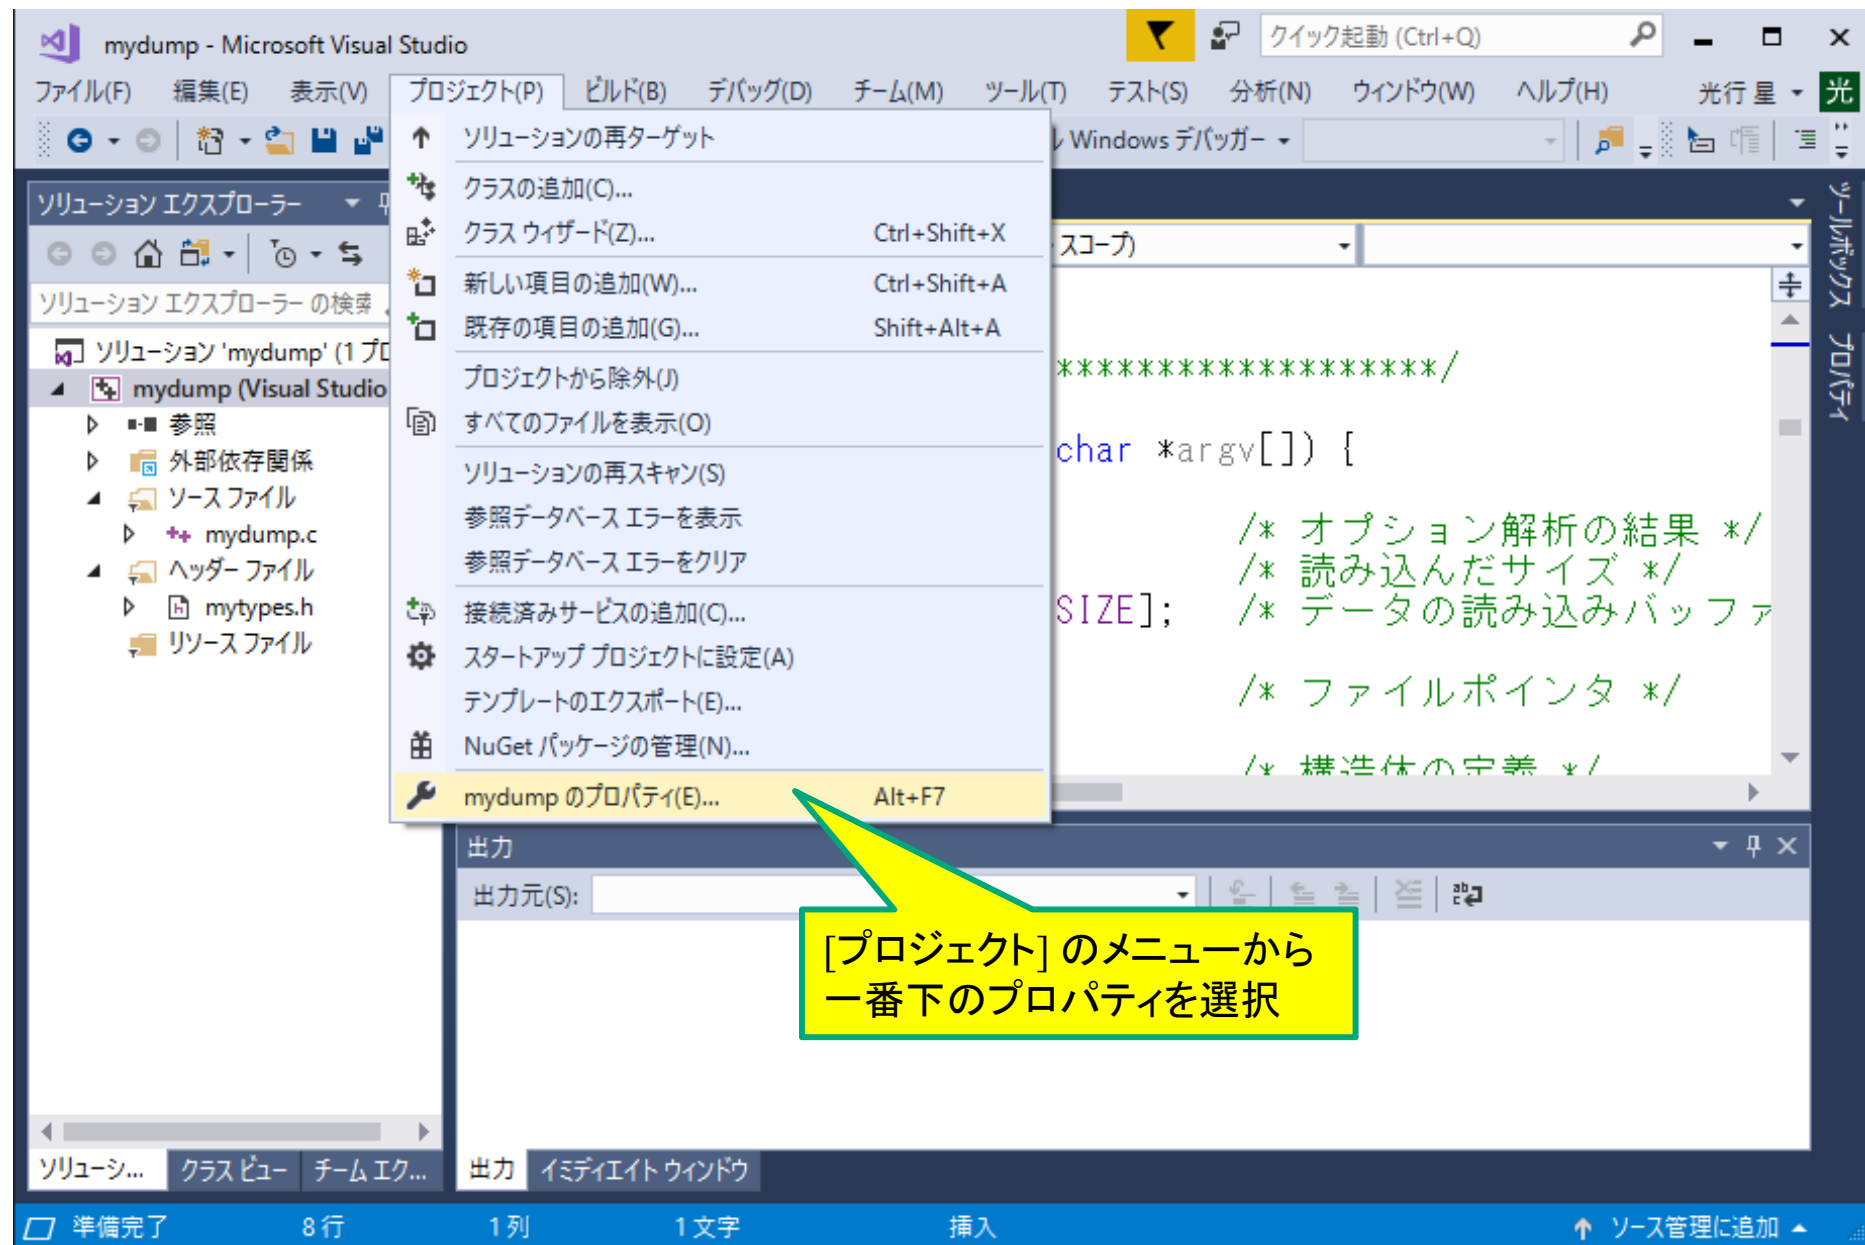 mydump - Microsoft Visual Studio
クイック起動 (Ctrl+Q)
ファイル(F) 編集(E) 表示(V) プロジェクト(P) ビルド(B) デバッグ(D) チーム(M) ツール(T) テスト(S) 分析(N) ウィンドウ(W) ヘルプ(H) 光行 星 光
ソリューションの再ターゲット
Windows デバッガー
クラスの追加(C)...
クラス ウィザード(Z)... Ctrl+Shift+X
新しい項目の追加(W)... Ctrl+Shift+A
既存の項目の追加(G)... Shift+Alt+A
プロジェクトから除外(J)
すべてのファイルを表示(O)
ソリューションの再スキャン(S)
参照データベース エラーを表示
参照データベース エラーをクリア
接続済みサービスの追加(C)...
スタートアップ プロジェクトに設定(A)
テンプレートのエクスポート(E)...
NuGet パッケージの管理(N)...
mydump のプロパティ(E)... Alt+F7
ソリューション エクスプローラー
ソリューション エクスプローラー の検索
ソリューション 'mydump' (1 プロ
mydump (Visual Studio
参照
外部依存関係
ソース ファイル
mydump.c
ヘッダー ファイル
mytypes.h
リソース ファイル
スコープ)
*******************/
char *argv[]) {
/* オプション解析の結果 */
/* 読み込んだサイズ */
SIZE]; /* データの読み込みバッファ
/* ファイルポインタ */
/* 構造体の定義 */
ツールボックス
プロパティ
出力
出力元(S):
[プロジェクト] のメニューから
一番下のプロパティを選択
ソリューシ... クラス ビュー チーム エク...
出力 イミディエイト ウィンドウ
準備完了 8 行 1 列 1 文字 挿入 ソース管理に追加